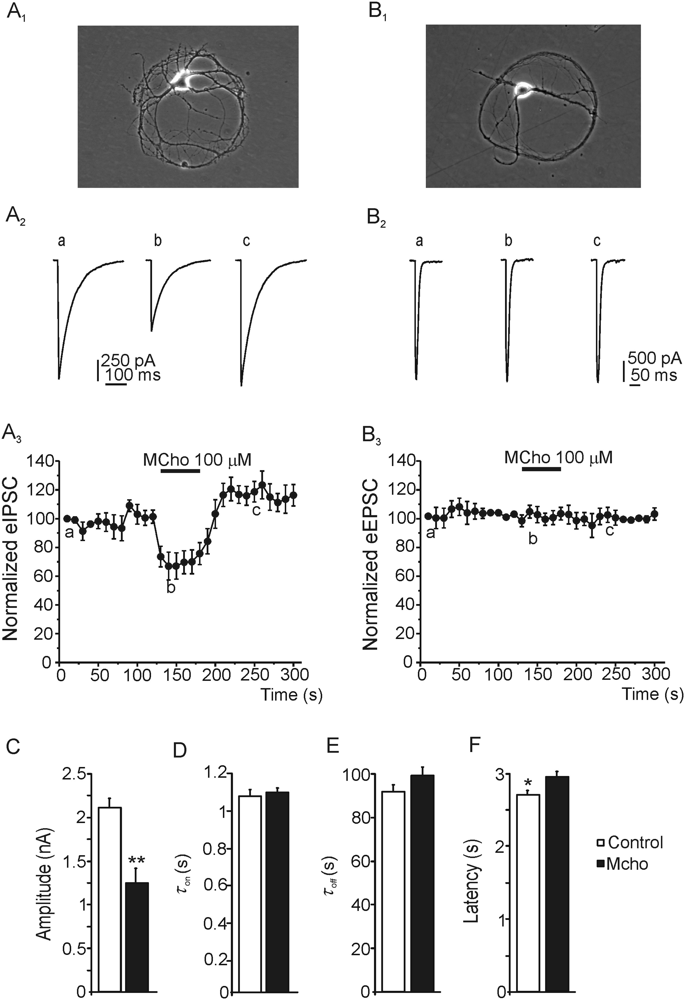 A1
B1
A2
B2
a b c
a b c
250 pA
100 ms
500 pA
50 ms
A3
B3
MCho 100 μM
MCho 100 μM
Normalized eIPSC
140
120
100
80
60
40
20
0
a
b
c
0 50 100 150 200 250 300
Time (s)
Normalized eEPSC
140
120
100
80
60
40
20
0
a
b
c
0 50 100 150 200 250 300
Time (s)
C
D
E
F
Amplitude (nA)
2.5
2
1.5
1
0.5
0
**
τon (s)
1.2
1
0.8
0.6
0.4
0.2
0
τoff (s)
100
80
60
40
20
0
Latency (s)
3
2
1
0
*
Control
Mcho